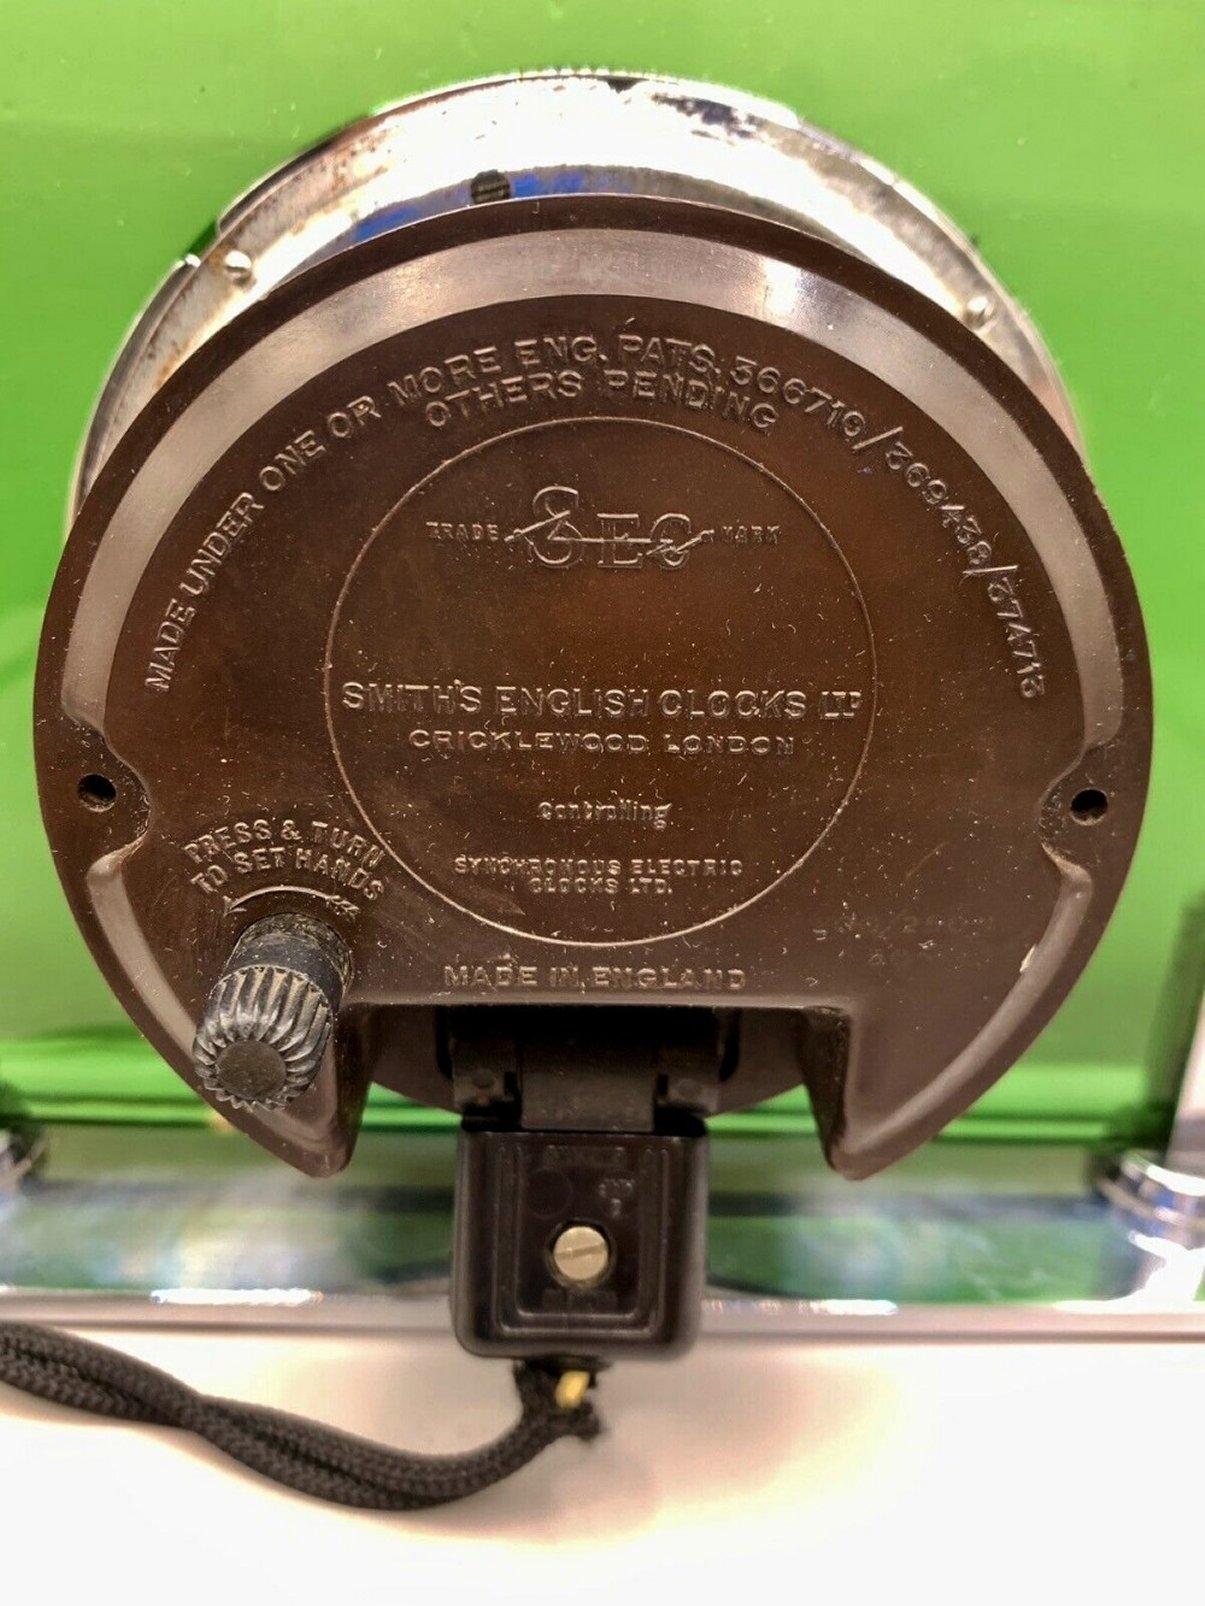 MADE UNDER ONE OR MORE ENG. PATS. 366710/369438/374713
OTHERS PENDING
TRADE SEC MARK
SMITH'S ENGLISH CLOCKS LTD
CRICKLEWOOD LONDON
Controlling
SYNCHRONOUS ELECTRIC
CLOCKS LTD.
PRESS & TURN
TO SET HANDS
MADE IN ENGLAND